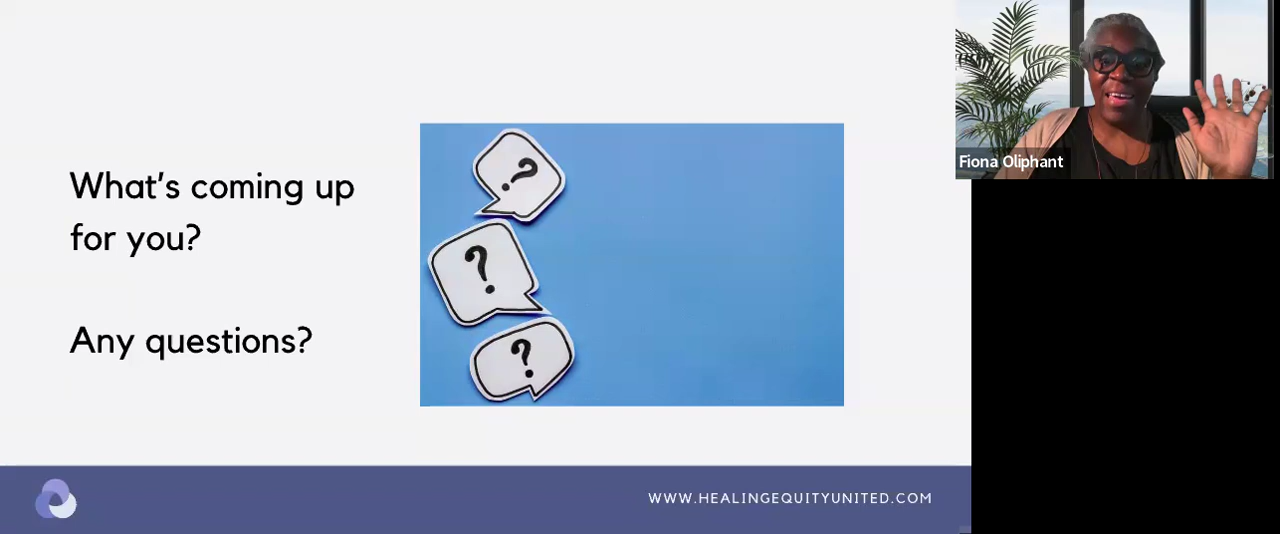 What's coming up
for you?
Any questions?
?
?
?
Fiona Oliphant
WWW.HEALINGEQUITYUNITED.COM